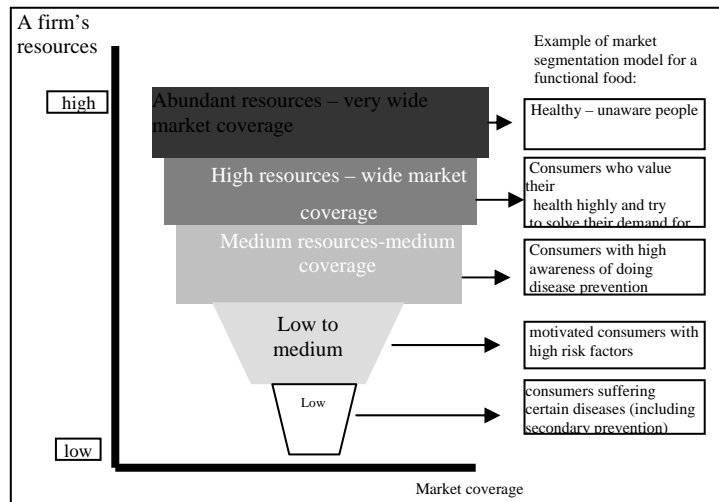 A firm's
resources
Example of market
segmentation model for a
functional food:
high
Abundant resources – very wide
market coverage
Healthy – unaware people
High resources – wide market
coverage
Consumers who value
their
health highly and try
to solve their demand for
Medium resources-medium
coverage
Consumers with high
awareness of doing
disease prevention
Low to
medium
motivated consumers with
high risk factors
Low
consumers suffering
certain diseases (including
secondary prevention)
low
Market coverage